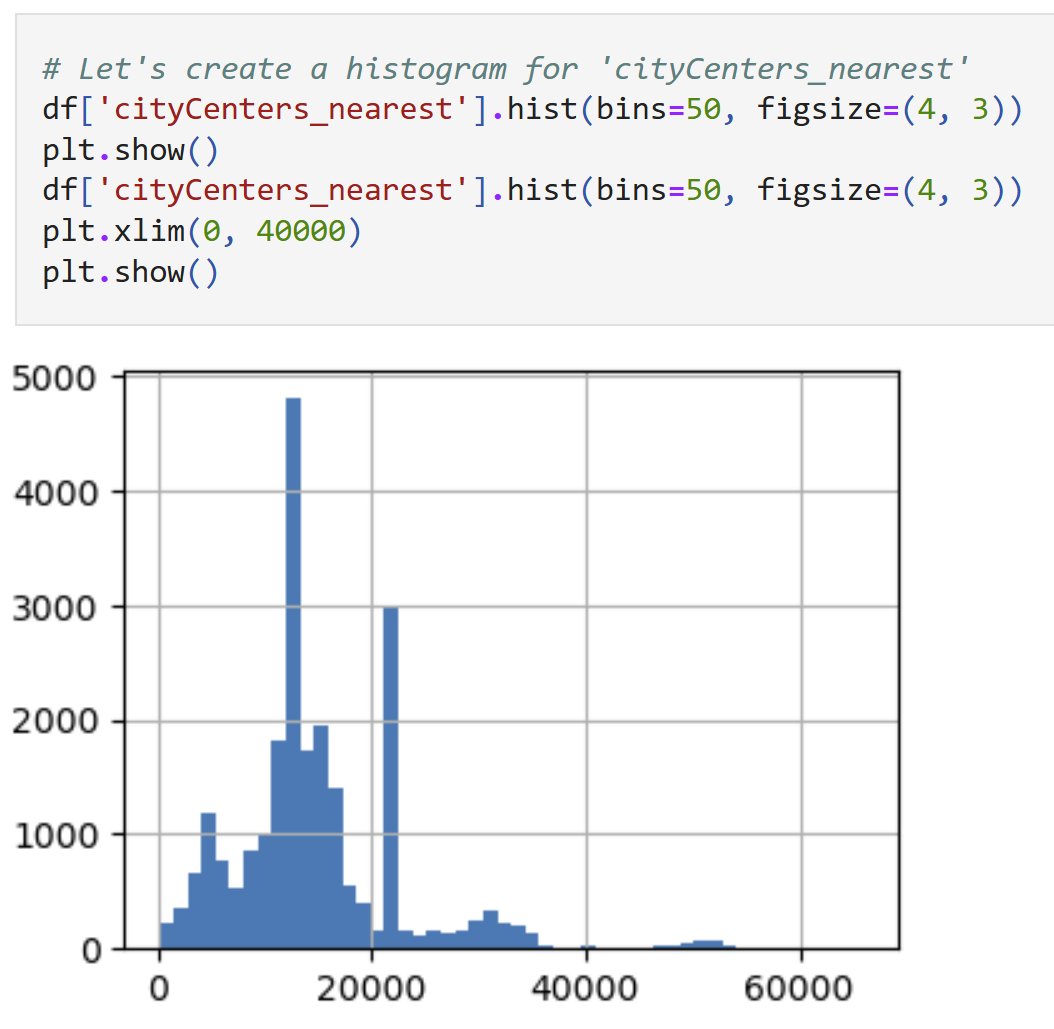 # Let's create a histogram for 'cityCenters_nearest'
df['cityCenters_nearest'].hist(bins=50, figsize=(4, 3))
plt.show()
df['cityCenters_nearest'].hist(bins=50, figsize=(4, 3))
plt.xlim(0, 40000)
plt.show()
5000
4000
3000
2000
1000
0
0 20000 40000 60000